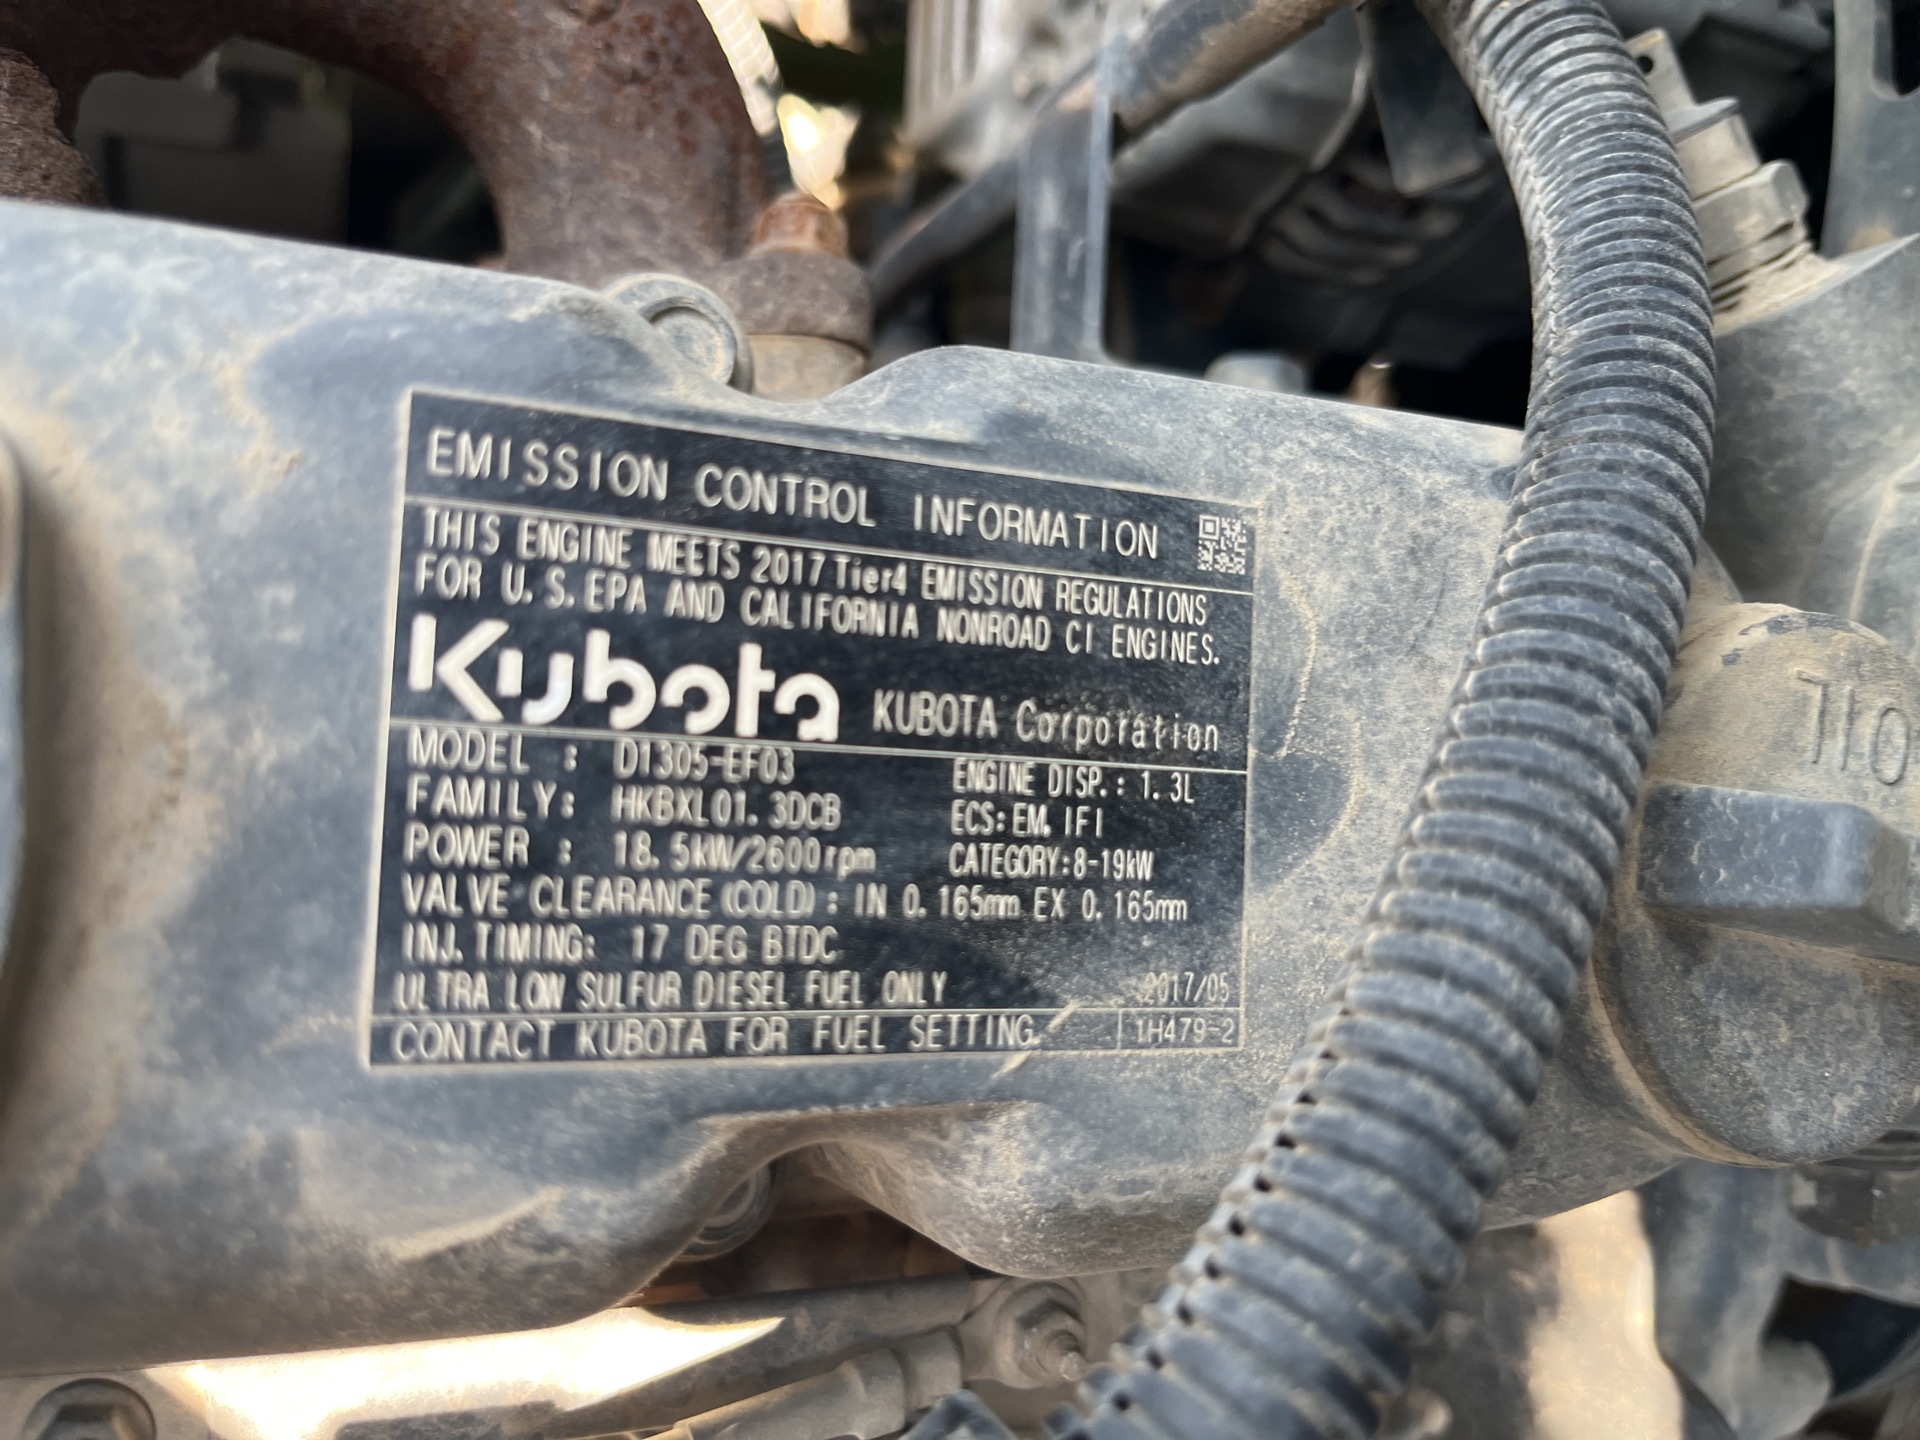 EMISSION CONTROL INFORMATION
THIS ENGINE MEETS 2017 Tier4 EMISSION REGULATIONS
FOR U.S.EPA AND CALIFORNIA NONROAD CI ENGINES.
Kubota KUBOTA Corporation
MODEL : D1305-EF03 ENGINE DISP.: 1.3L
FAMILY: HKBXL01.3DCB ECS: EM, IFI
POWER : 18.5kW/2600rpm CATEGORY:8-19kW
VALVE CLEARANCE(COLD): IN 0.165mm EX 0.165mm
INJ.TIMING: 17 DEG BTDC
ULTRA LOW SULFUR DIESEL FUEL ONLY 2017/05
CONTACT KUBOTA FOR FUEL SETTING. 1H479-2
OIL